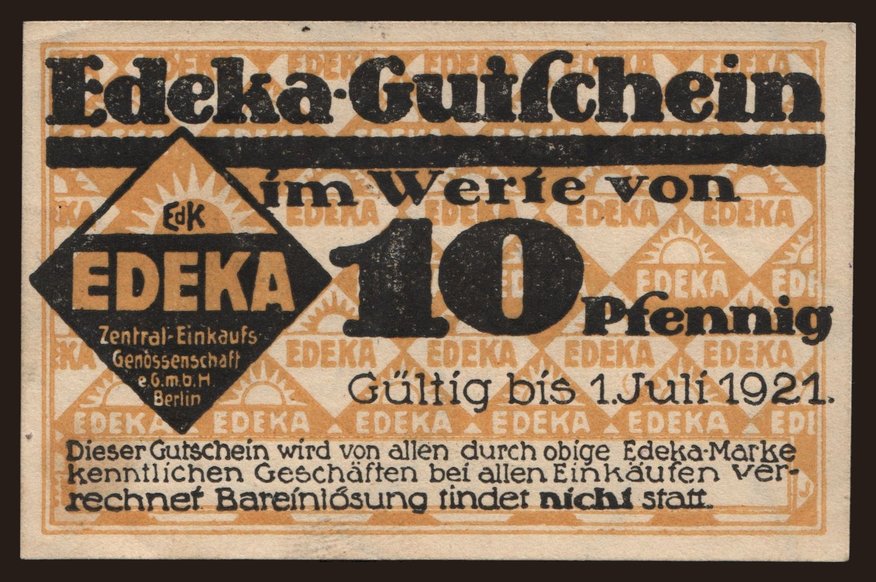 Edeka-Gutschein
im Werte von
10
Pfennig
EdK
EDEKA
Zentral-Einkaufs-
Genossenschaft
e.G.m.b.H.
Berlin
Gültig bis 1. Juli 1921.
Dieser Gutschein wird von allen durch obige Edeka-Marke
kenntlichen Geschäften bei allen Einkäufen ver-
rechnet Bareinlösung findet nicht statt.